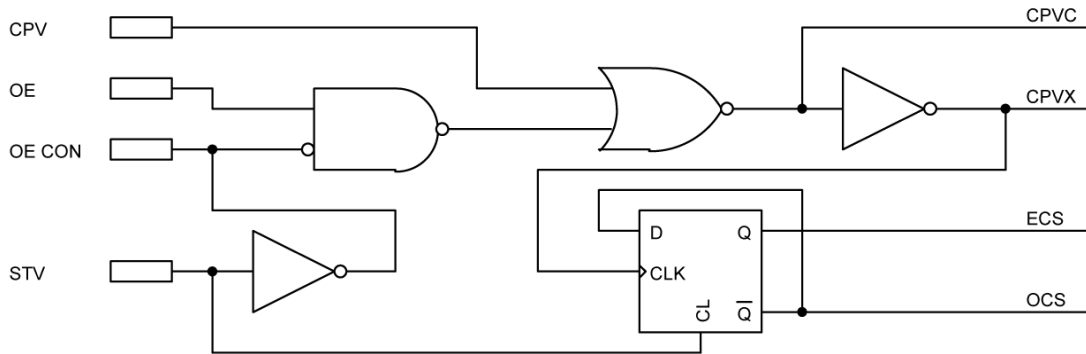 CPV
CPVC
OE
CPVX
OE CON
D
Q
ECS
STV
CLK
CL
Q̅
OCS